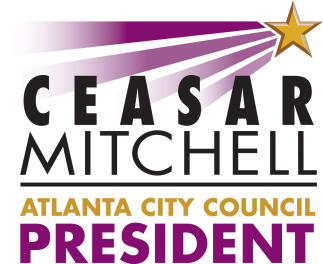 CEASAR
MITCHELL
ATLANTA CITY COUNCIL
PRESIDENT